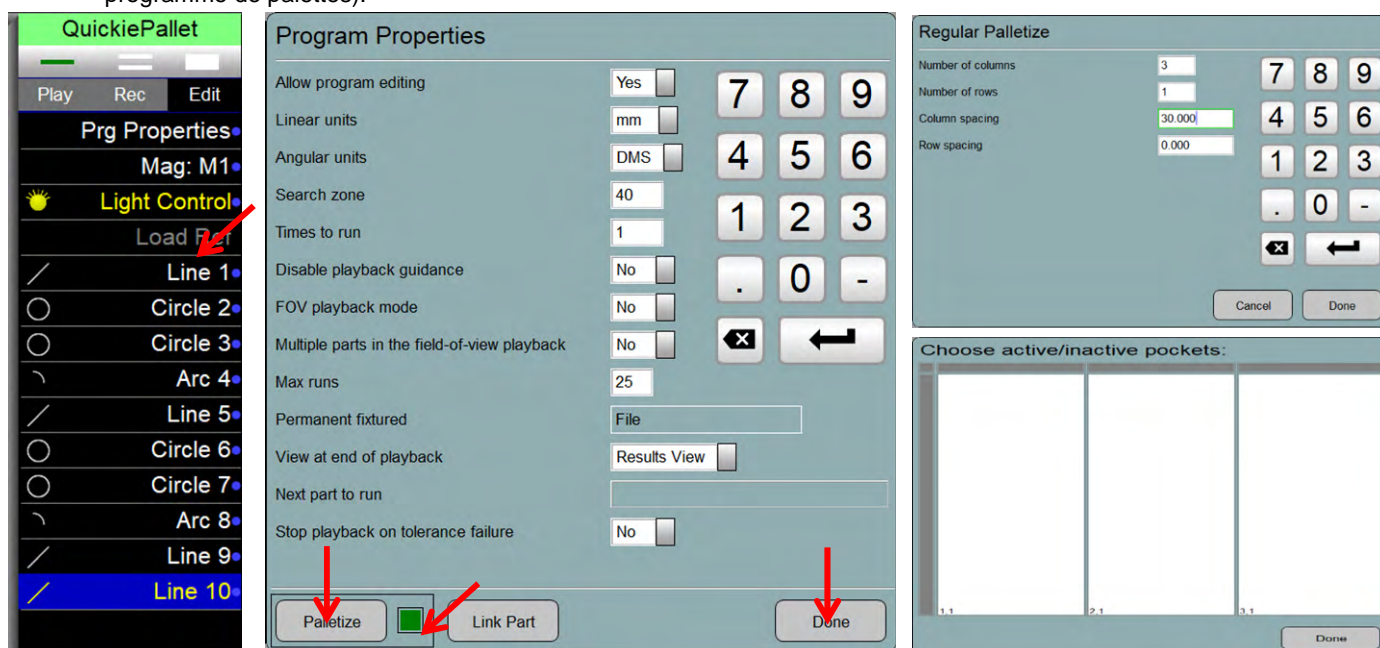 programme de palettes).
QuickiePallet
Play Rec Edit
Prg Properties
Mag: M1
Light Control
Load Ref
Line 1
Circle 2
Circle 3
Arc 4
Line 5
Circle 6
Circle 7
Arc 8
Line 9
Line 10
Program Properties
Allow program editing Yes
Linear units mm
Angular units DMS
Search zone 40
Times to run 1
Disable playback guidance No
FOV playback mode No
Multiple parts in the field-of-view playback No
Max runs 25
Permanent fixtured File
View at end of playback Results View
Next part to run
Stop playback on tolerance failure No
7 8 9
4 5 6
1 2 3
. 0 -
Palletize Link Part Done
Regular Palletize
Number of columns 3
Number of rows 1
Column spacing 30.000
Row spacing 0.000
7 8 9
4 5 6
1 2 3
. 0 -
Cancel Done
Choose active/inactive pockets:
1,1 2,1 3,1
Done